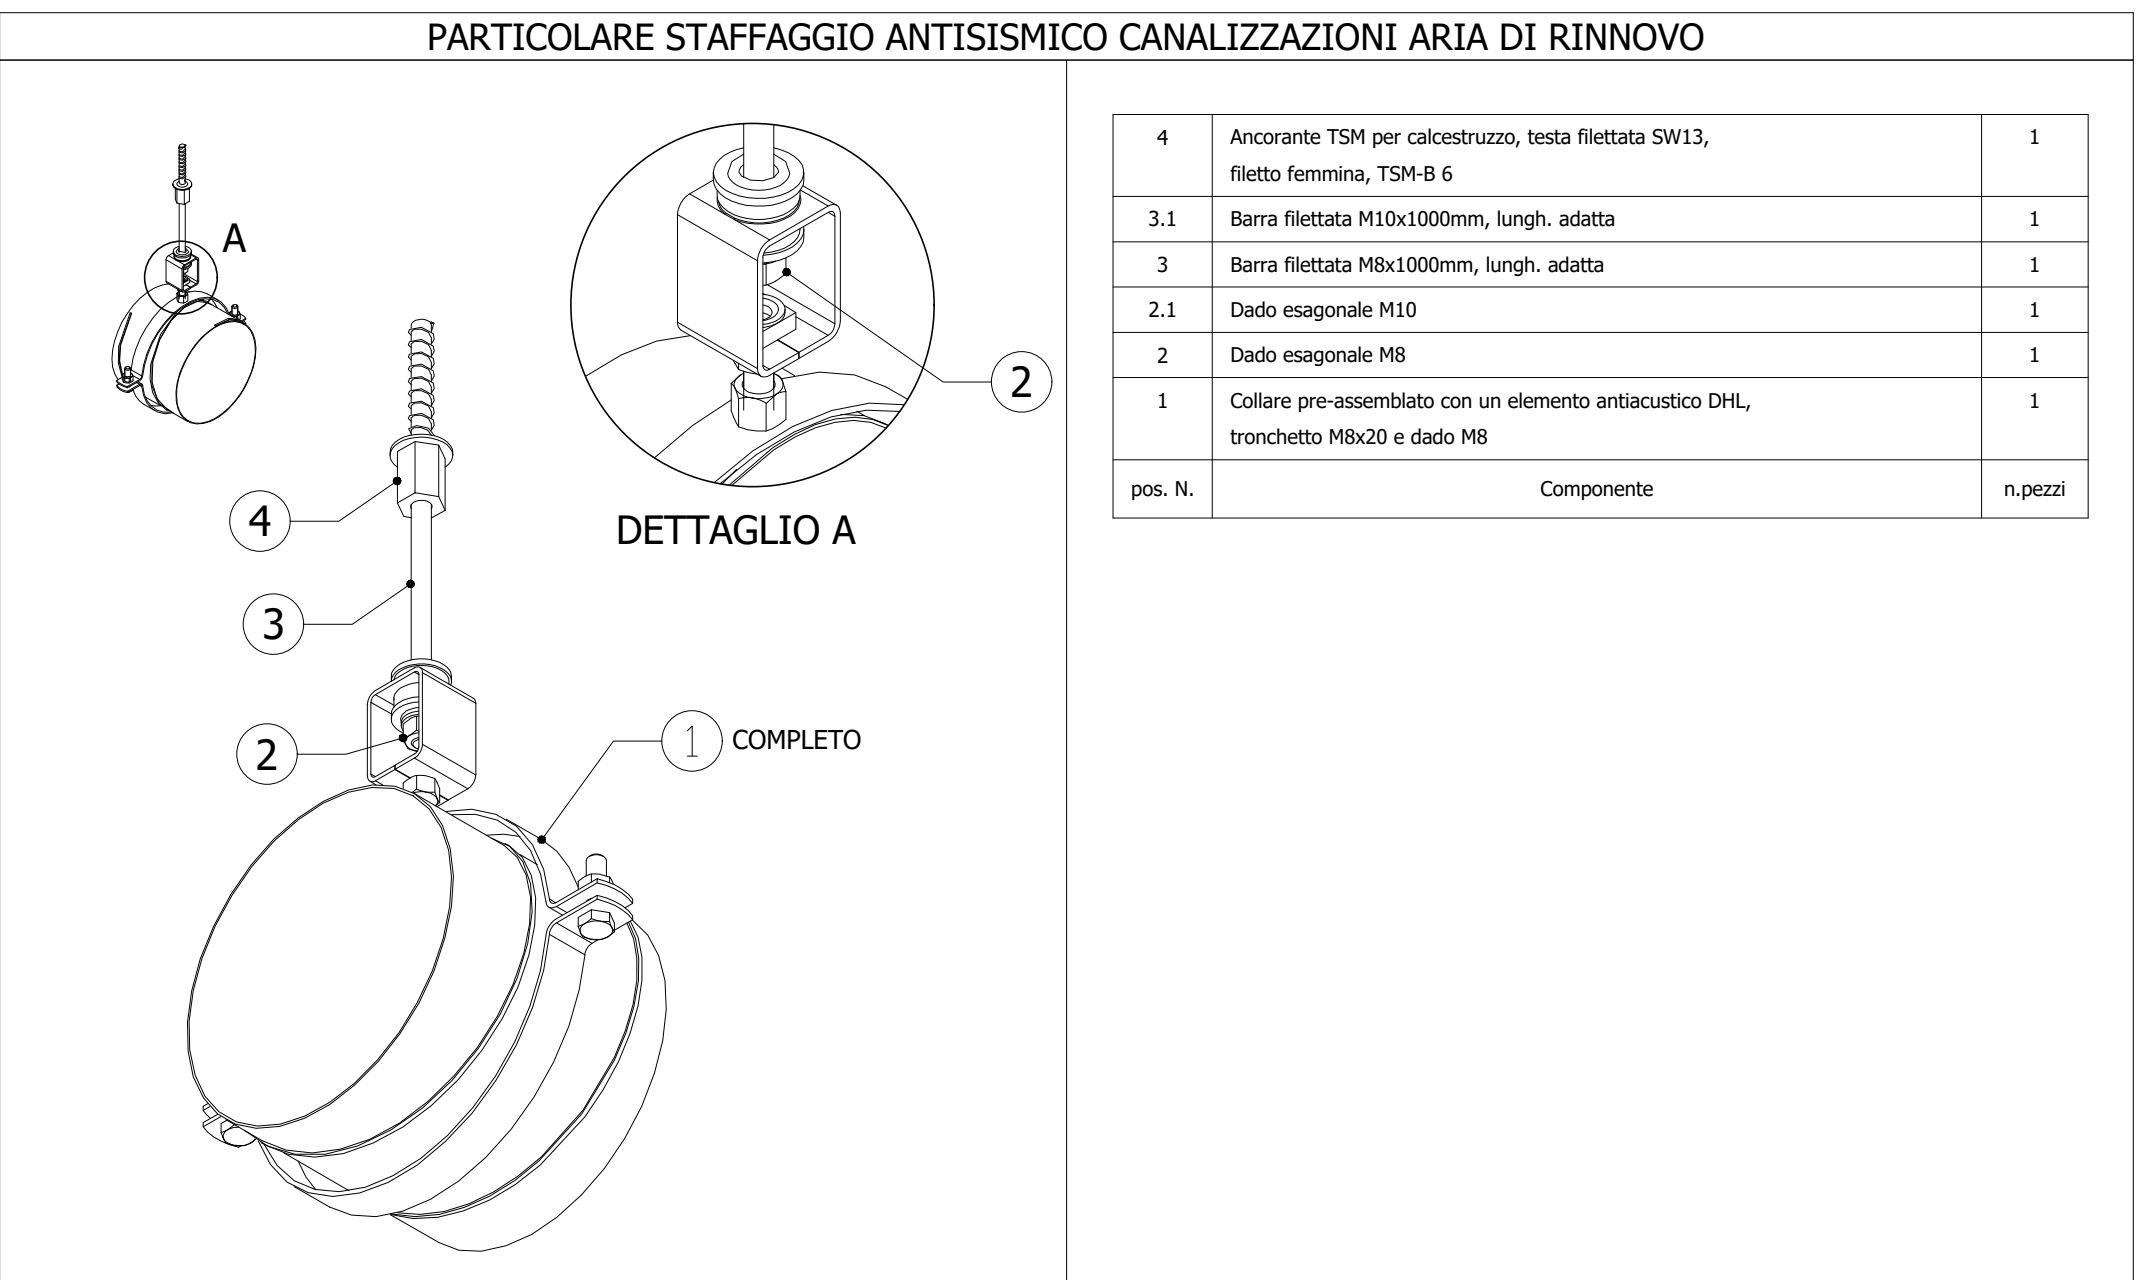 PARTICOLARE STAFFAGGIO ANTISISMICO CANALIZZAZIONI ARIA DI RINNOVO
A
2
DETTAGLIO A
4
3
2
1 COMPLETO
4 Ancorante TSM per calcestruzzo, testa filettata SW13, 1
filetto femmina, TSM-B 6
3.1 Barra filettata M10x1000mm, lungh. adatta 1
3 Barra filettata M8x1000mm, lungh. adatta 1
2.1 Dado esagonale M10 1
2 Dado esagonale M8 1
1 Collare pre-assemblato con un elemento antiacustico DHL, 1
tronchetto M8x20 e dado M8
pos. N. Componente n.pezzi